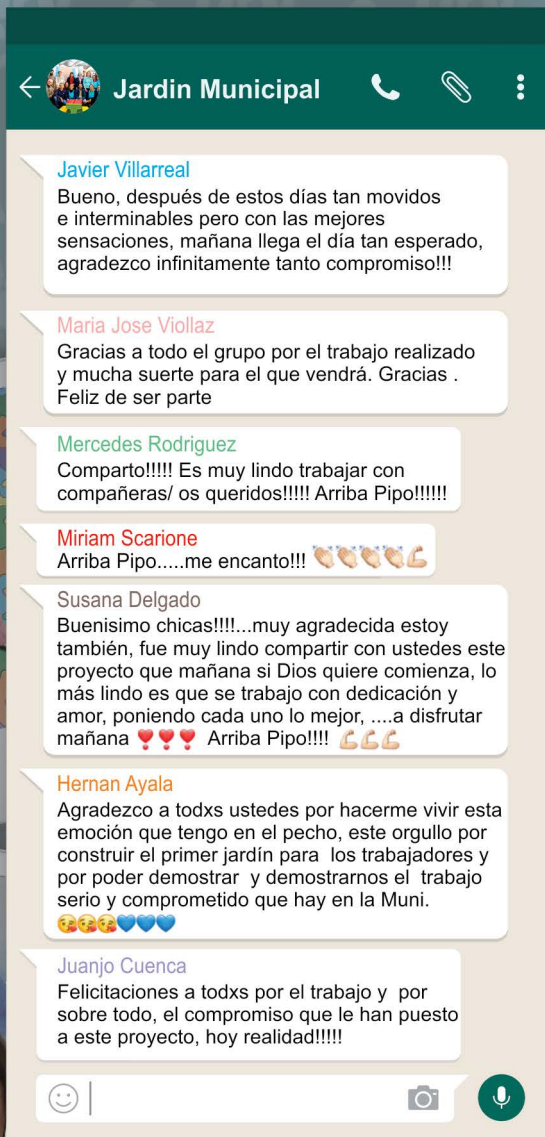 Jardin Municipal
Javier Villarreal
Bueno, después de estos días tan movidos
e interminables pero con las mejores
sensaciones, mañana llega el día tan esperado,
agradezco infinitamente tanto compromiso!!!
Maria Jose Viollaz
Gracias a todo el grupo por el trabajo realizado
y mucha suerte para el que vendrá. Gracias .
Feliz de ser parte
Mercedes Rodriguez
Comparto!!!!! Es muy lindo trabajar con
compañeras/ os queridos!!!!! Arriba Pipo!!!!!!
Miriam Scarione
Arriba Pipo.....me encanto!!! 👏🏻👏🏻👏🏻👏🏻💪🏻
Susana Delgado
Buenisimo chicas!!!!...muy agradecida estoy
también, fue muy lindo compartir con ustedes este
proyecto que mañana si Dios quiere comienza, lo
más lindo es que se trabajo con dedicación y
amor, poniendo cada uno lo mejor, ....a disfrutar
mañana ❣️❣️❣️ Arriba Pipo!!!! 💪🏻💪🏻💪🏻
Hernan Ayala
Agradezco a todxs ustedes por hacerme vivir esta
emoción que tengo en el pecho, este orgullo por
construir el primer jardín para los trabajadores y
por poder demostrar y demostrarnos el trabajo
serio y comprometido que hay en la Muni.
😘😘😘💙💙💙
Juanjo Cuenca
Felicitaciones a todxs por el trabajo y por
sobre todo, el compromiso que le han puesto
a este proyecto, hoy realidad!!!!!